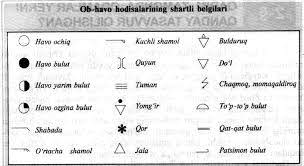 Ob-havo hodisalarining shartli belgilari
Havo ochiq
Kuchli shamol
Bulduruq
Havo bulut
Quyun
Do'l
Havo yarim bulut
Tuman
Chaqmoq, momaqaldiroq
Havo ozgina bulut
Yomg'ir
To'p-to'p bulut
Shabada
Qor
Qat-qat bulut
O'rtacha shamol
Jala
Patsimon bulut